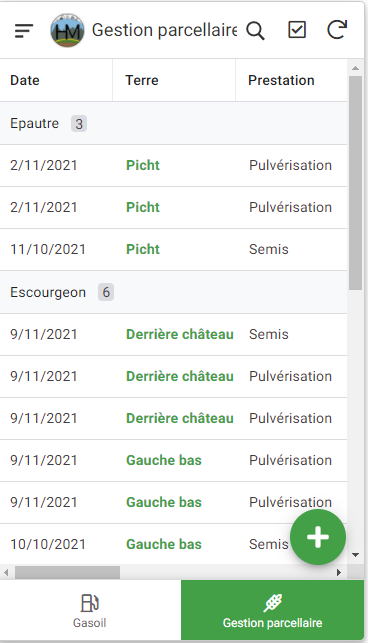 HM Gestion parcellaire
Date Terre Prestation
Epautre 3
2/11/2021 Picht Pulvérisation
2/11/2021 Picht Pulvérisation
11/10/2021 Picht Semis
Escourgeon 6
9/11/2021 Derrière château Semis
9/11/2021 Derrière château Pulvérisation
9/11/2021 Derrière château Pulvérisation
9/11/2021 Gauche bas Pulvérisation
9/11/2021 Gauche bas Pulvérisation
10/10/2021 Gauche bas Semis
Gasoil Gestion parcellaire